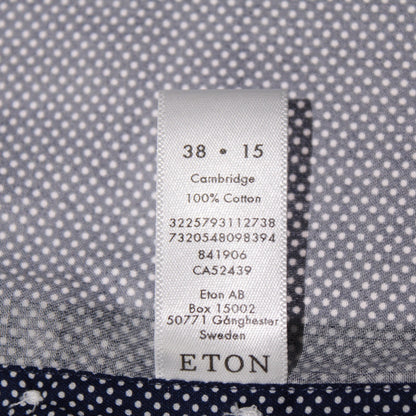 38 • 15
Cambridge
100% Cotton
3225793112738
7320548098394
841906
CA52439
Eton AB
Box 15002
50771 Gånghester
Sweden
ETON